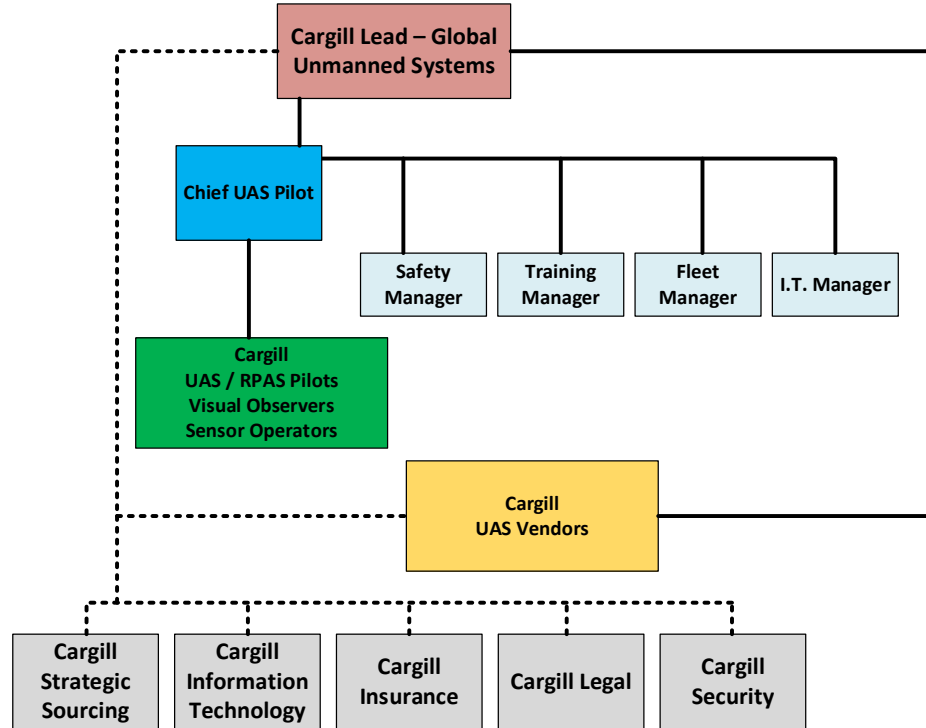 Cargill Lead – Global
Unmanned Systems
Chief UAS Pilot
Safety
Manager
Training
Manager
Fleet
Manager
I.T. Manager
Cargill
UAS / RPAS Pilots
Visual Observers
Sensor Operators
Cargill
UAS Vendors
Cargill
Strategic
Sourcing
Cargill
Information
Technology
Cargill
Insurance
Cargill Legal
Cargill
Security